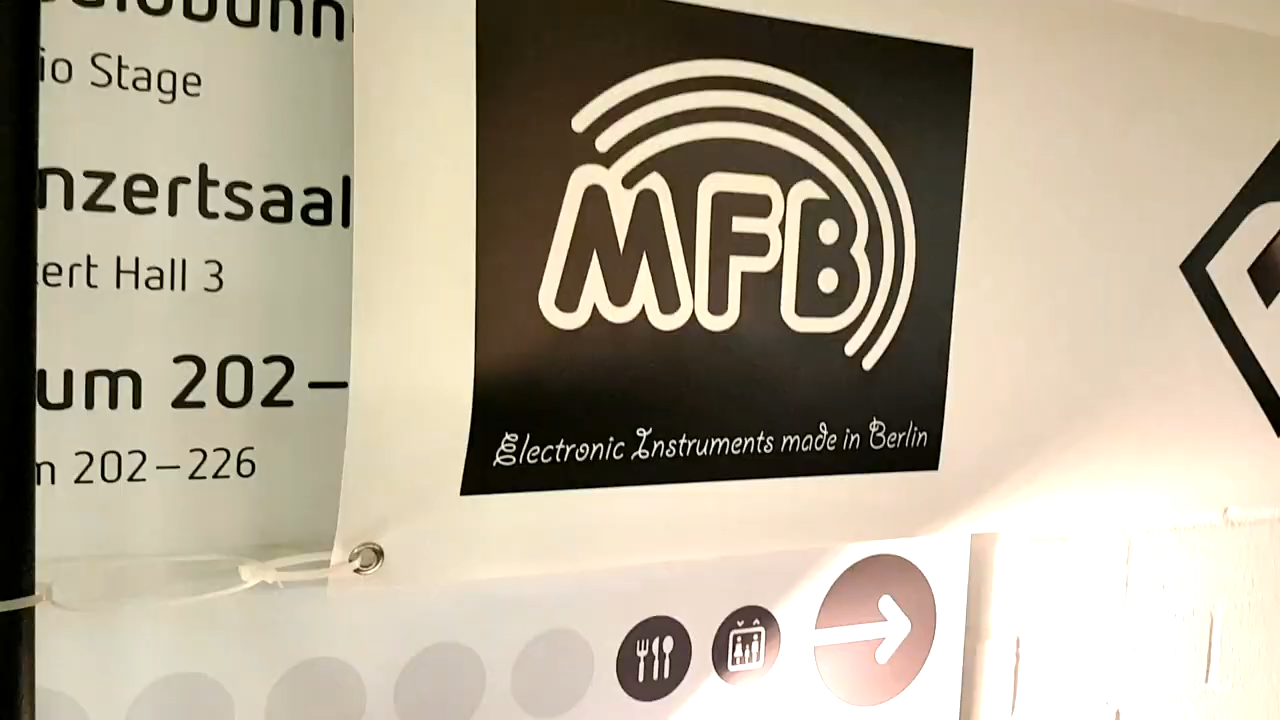 io Stage
nzertsaal
ert Hall 3
um 202–
202–226
MFB
Electronic Instruments made in Berlin